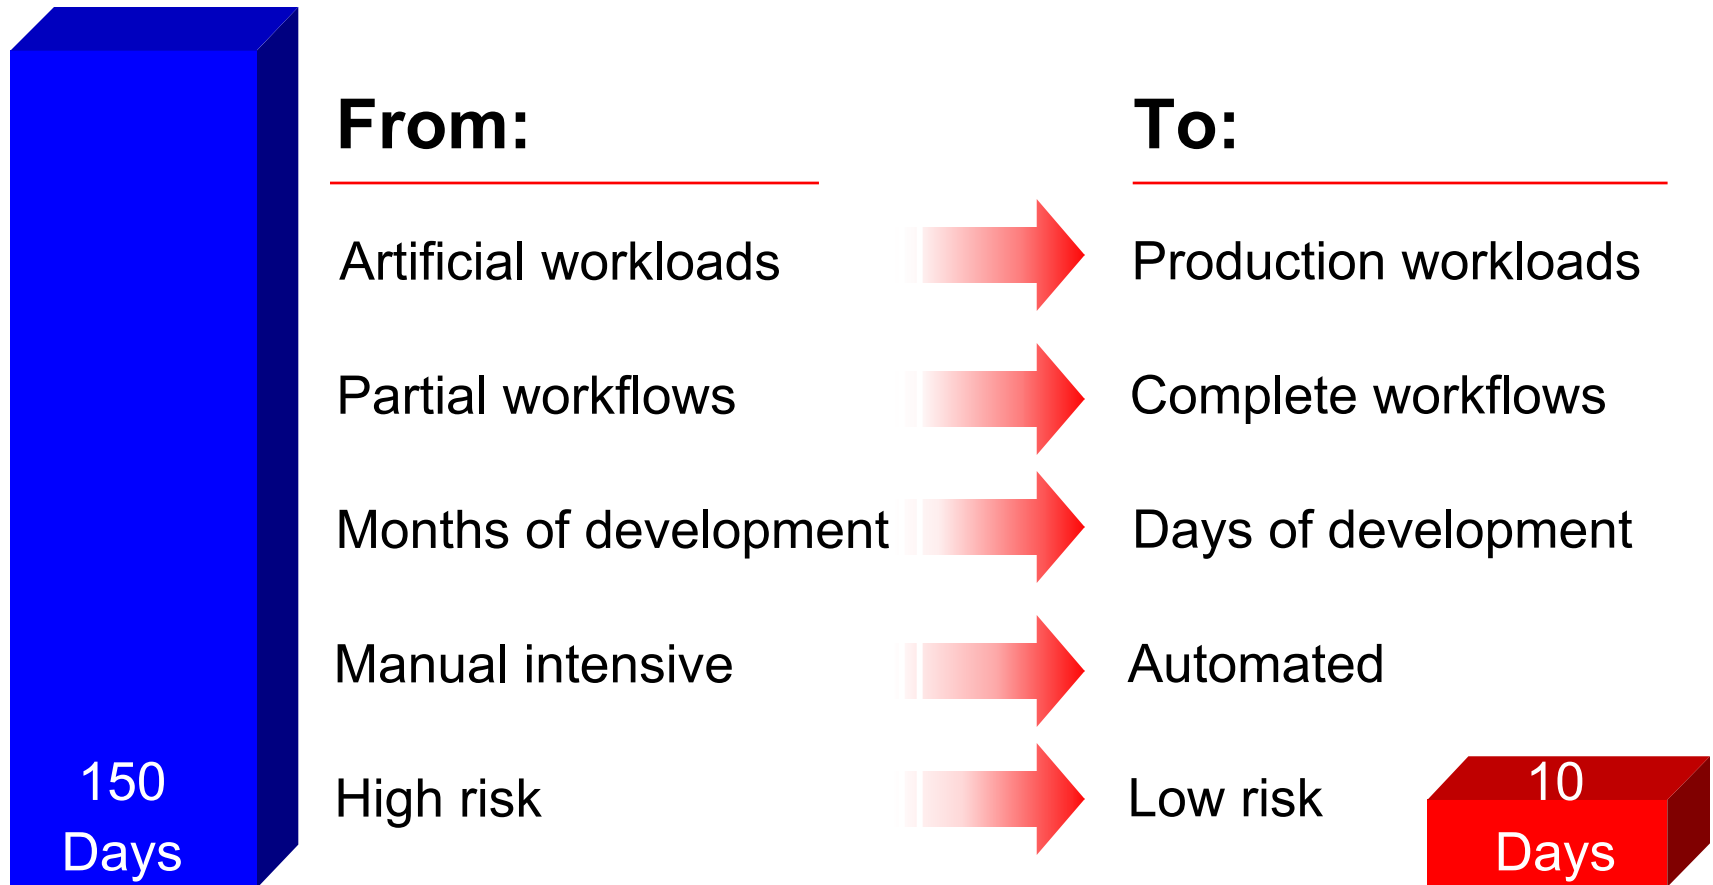 From:
To:
Artificial workloads
Production workloads
Partial workflows
Complete workflows
Months of development
Days of development
Manual intensive
Automated
High risk
Low risk
150
Days
10
Days